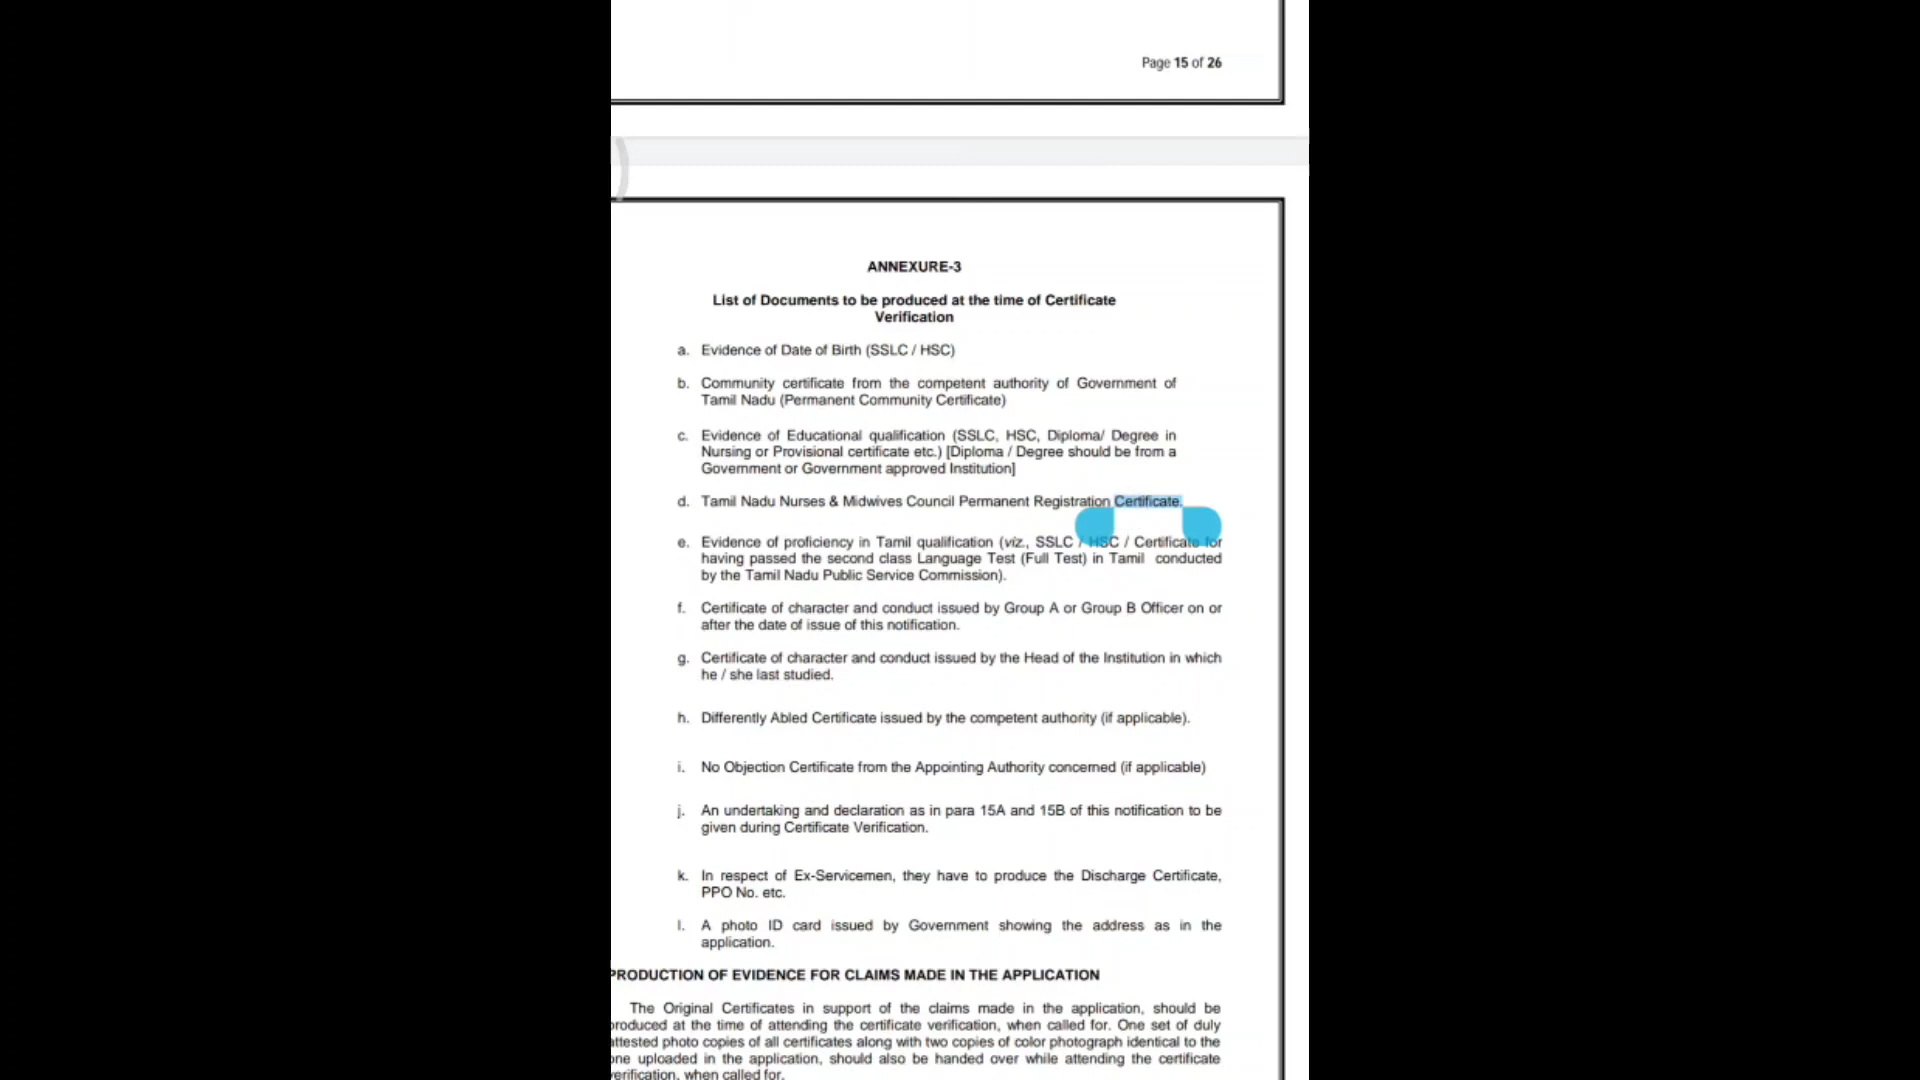 Page 15 of 26
ANNEXURE-3
List of Documents to be produced at the time of Certificate
Verification
a. Evidence of Date of Birth (SSLC / HSC)
b. Community certificate from the competent authority of Government of
Tamil Nadu (Permanent Community Certificate)
c. Evidence of Educational qualification (SSLC, HSC, Diploma/ Degree in
Nursing or Provisional certificate etc.) [Diploma / Degree should be from a
Government or Government approved Institution]
d. Tamil Nadu Nurses & Midwives Council Permanent Registration Certificate.
e. Evidence of proficiency in Tamil qualification (viz., SSLC / HSC / Certificate for
having passed the second class Language Test (Full Test) in Tamil conducted
by the Tamil Nadu Public Service Commission).
f. Certificate of character and conduct issued by Group A or Group B Officer on or
after the date of issue of this notification.
g. Certificate of character and conduct issued by the Head of the Institution in which
he / she last studied.
h. Differently Abled Certificate issued by the competent authority (if applicable).
i. No Objection Certificate from the Appointing Authority concerned (if applicable)
j. An undertaking and declaration as in para 15A and 15B of this notification to be
given during Certificate Verification.
k. In respect of Ex-Servicemen, they have to produce the Discharge Certificate,
PPO No. etc.
l. A photo ID card issued by Government showing the address as in the
application.
PRODUCTION OF EVIDENCE FOR CLAIMS MADE IN THE APPLICATION
The Original Certificates in support of the claims made in the application, should be
produced at the time of attending the certificate verification, when called for. One set of duly
attested photo copies of all certificates along with two copies of color photograph identical to the
one uploaded in the application, should also be handed over while attending the certificate
verification, when called for.